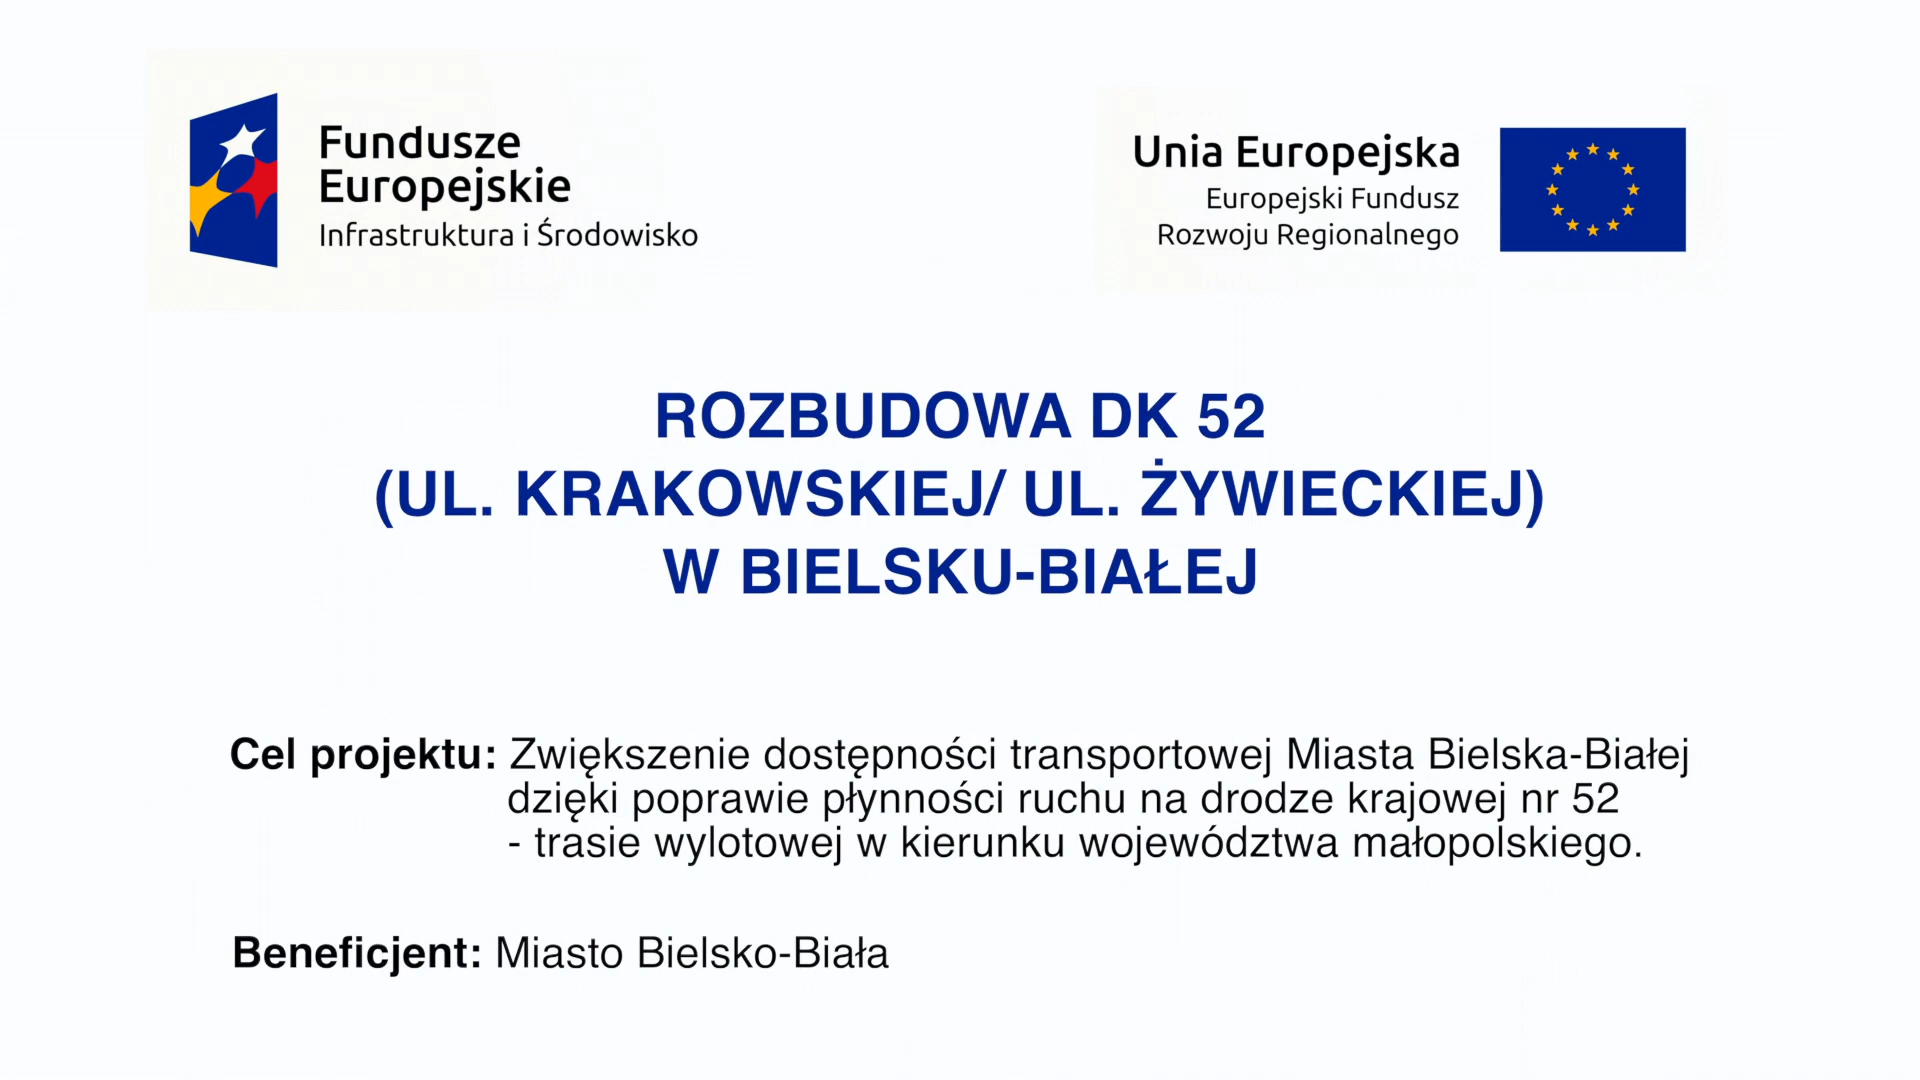 Fundusze
Europejskie
Infrastruktura i Środowisko
Unia Europejska
Europejski Fundusz
Rozwoju Regionalnego
ROZBUDOWA DK 52
(UL. KRAKOWSKIEJ/ UL. ŻYWIECKIEJ)
W BIELSKU-BIAŁEJ
Cel projektu: Zwiększenie dostępności transportowej Miasta Bielska-Białej
dzięki poprawie płynności ruchu na drodze krajowej nr 52
- trasie wylotowej w kierunku województwa małopolskiego.
Beneficjent: Miasto Bielsko-Biała